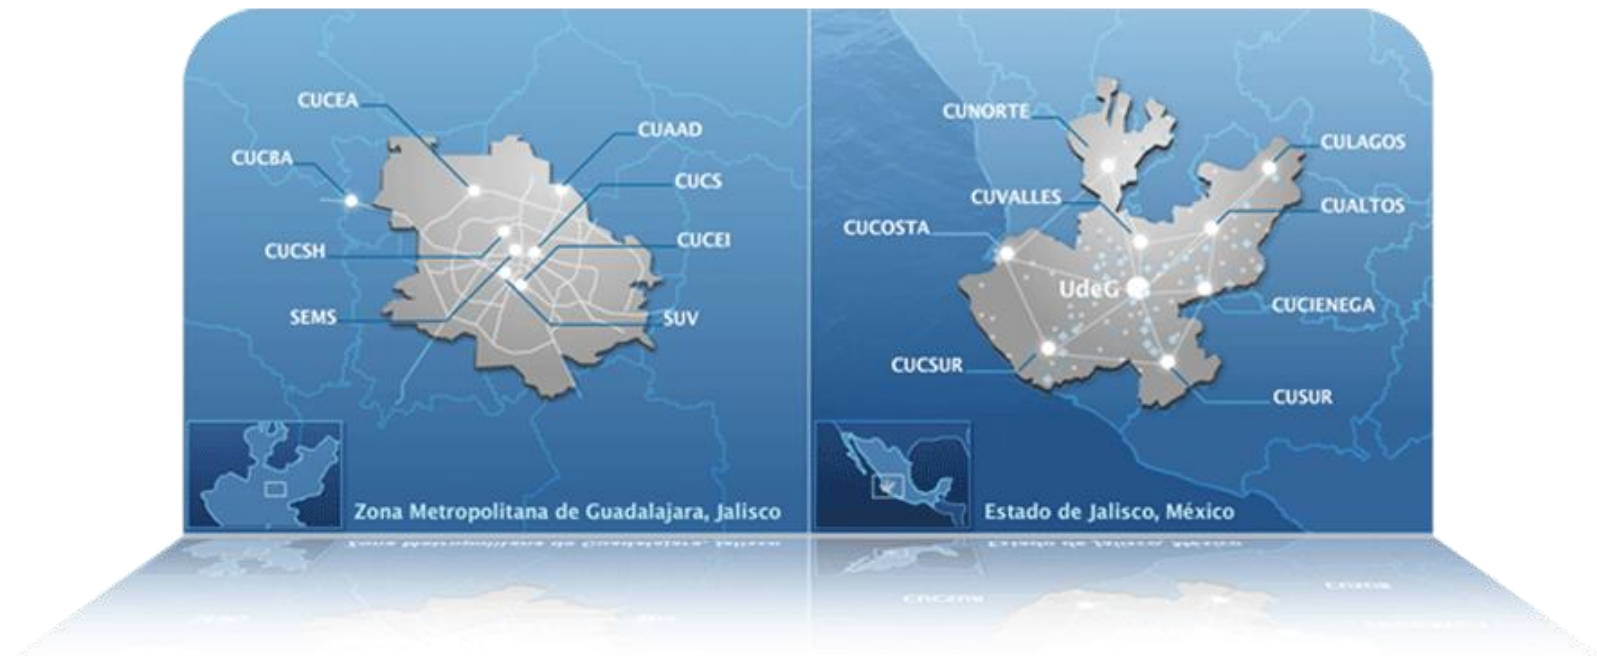 CUCEA
CUAAD
CUCBA
CUCS
CUCSH
CUCEI
SEMS
SUV
Zona Metropolitana de Guadalajara, Jalisco
CUNORTE
CULAGOS
CUVALLES
CUALTOS
CUCOSTA
UdeG
CUCIENEGA
CUCSUR
CUSUR
Estado de Jalisco, México